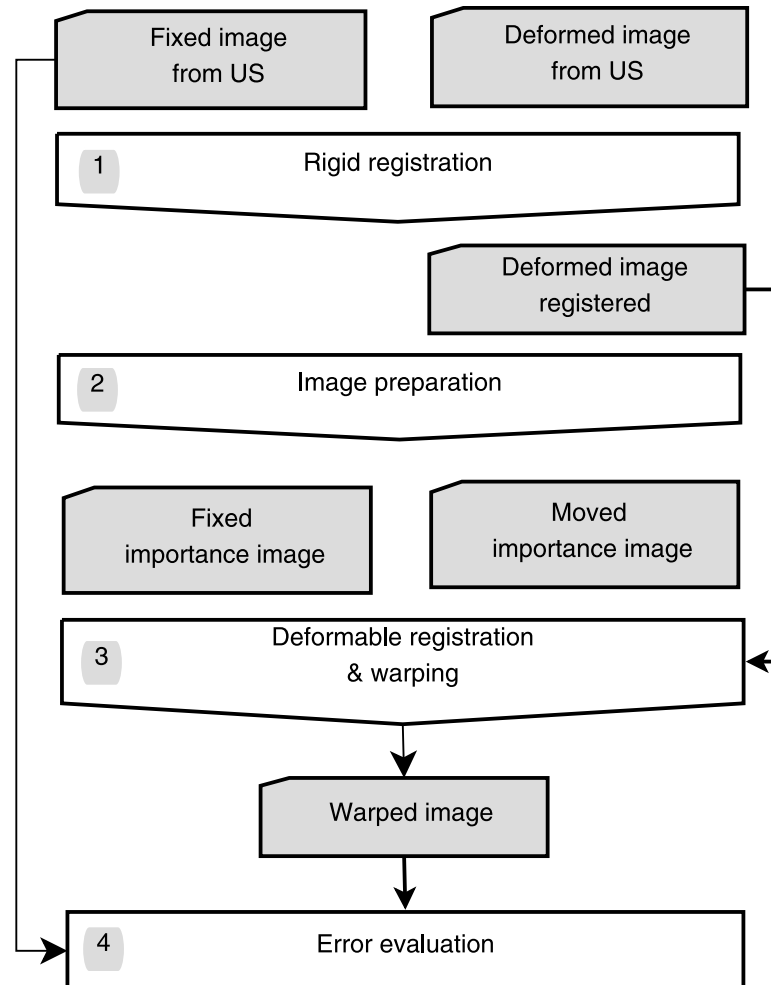 Fixed image
from US
Deformed image
from US
1
Rigid registration
Deformed image
registered
2
Image preparation
Fixed
importance image
Moved
importance image
3
Deformable registration
& warping
Warped image
4
Error evaluation